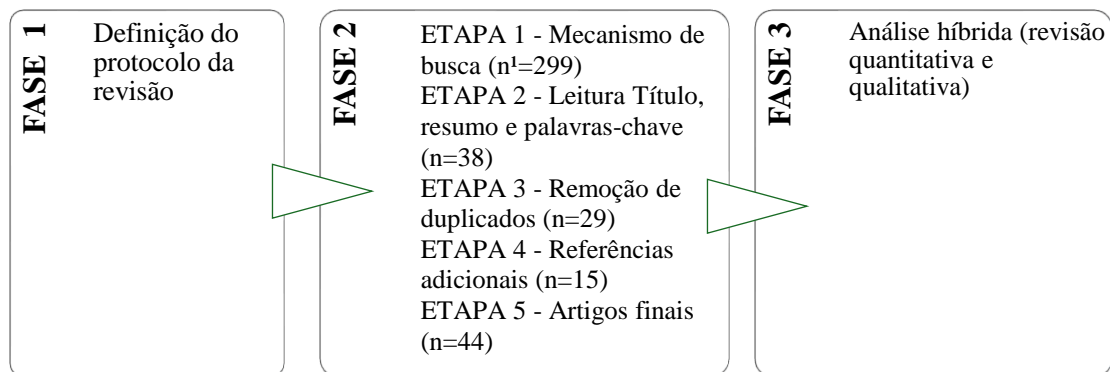 FASE 1
Definição do
protocolo da
revisão
FASE 2
ETAPA 1 - Mecanismo de
busca (n¹=299)
ETAPA 2 - Leitura Título,
resumo e palavras-chave
(n=38)
ETAPA 3 - Remoção de
duplicados (n=29)
ETAPA 4 - Referências
adicionais (n=15)
ETAPA 5 - Artigos finais
(n=44)
FASE 3
Análise híbrida (revisão
quantitativa e
qualitativa)